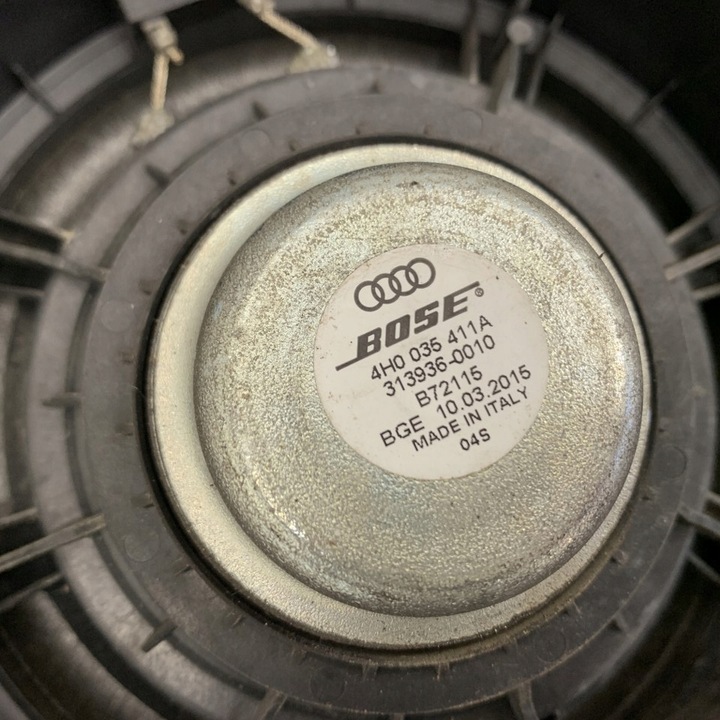 BOSE®
4H0 035 411A
313936-0010
B72115
BGE 10.03.2015
MADE IN ITALY
04S